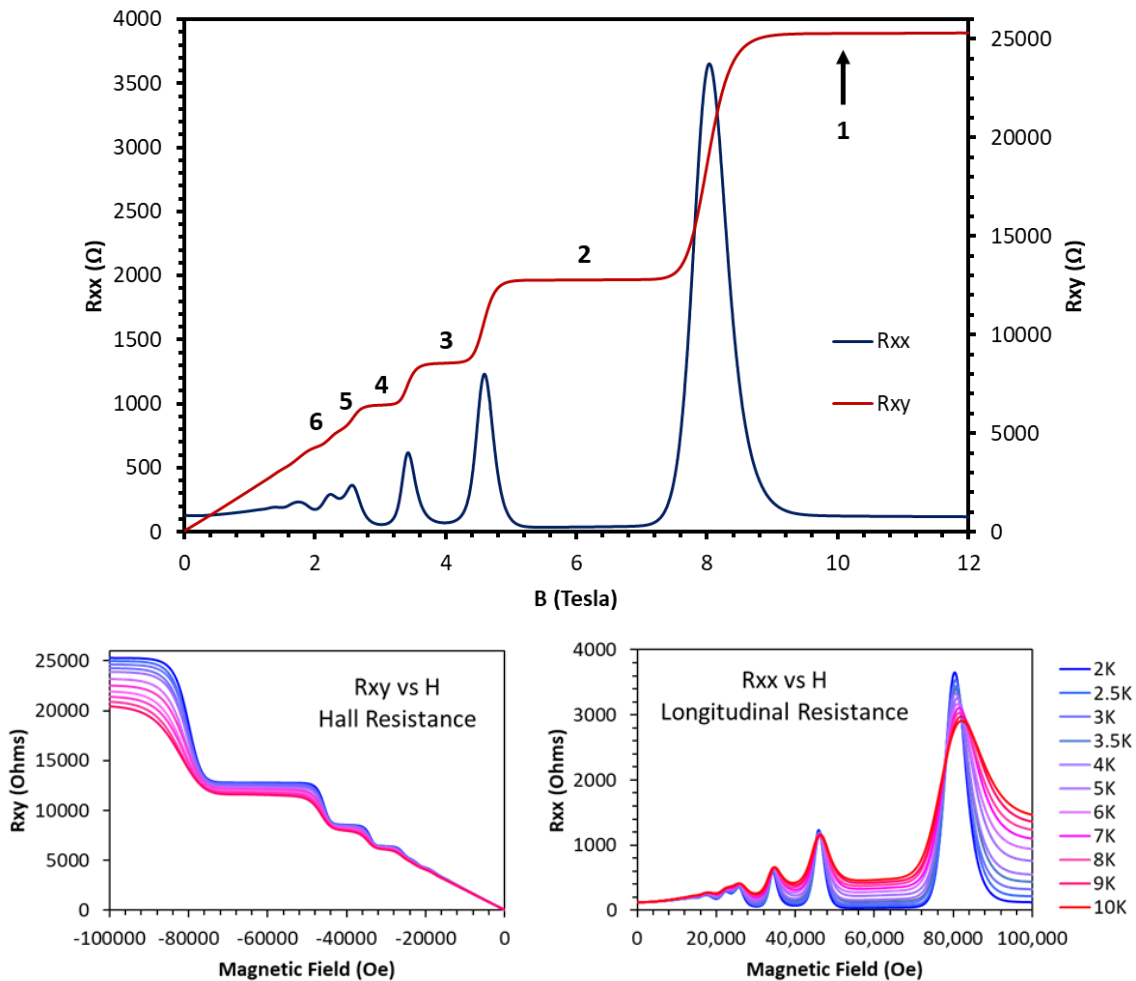 4000
3500
3000
2500
2000
1500
1000
500
0
Rxx (Ω)
25000
20000
15000
10000
5000
0
Rxy (Ω)
1
2
3
4
5
6
Rxx
Rxy
0 2 4 6 8 10 12
B (Tesla)
25000
20000
15000
10000
5000
0
Rxy (Ohms)
Rxy vs H
Hall Resistance
-100000 -80000 -60000 -40000 -20000 0
Magnetic Field (Oe)
4000
3000
2000
1000
0
Rxx (Ohms)
Rxx vs H
Longitudinal Resistance
0 20,000 40,000 60,000 80,000 100,000
Magnetic Field (Oe)
2K
2.5K
3K
3.5K
4K
5K
6K
7K
8K
9K
10K